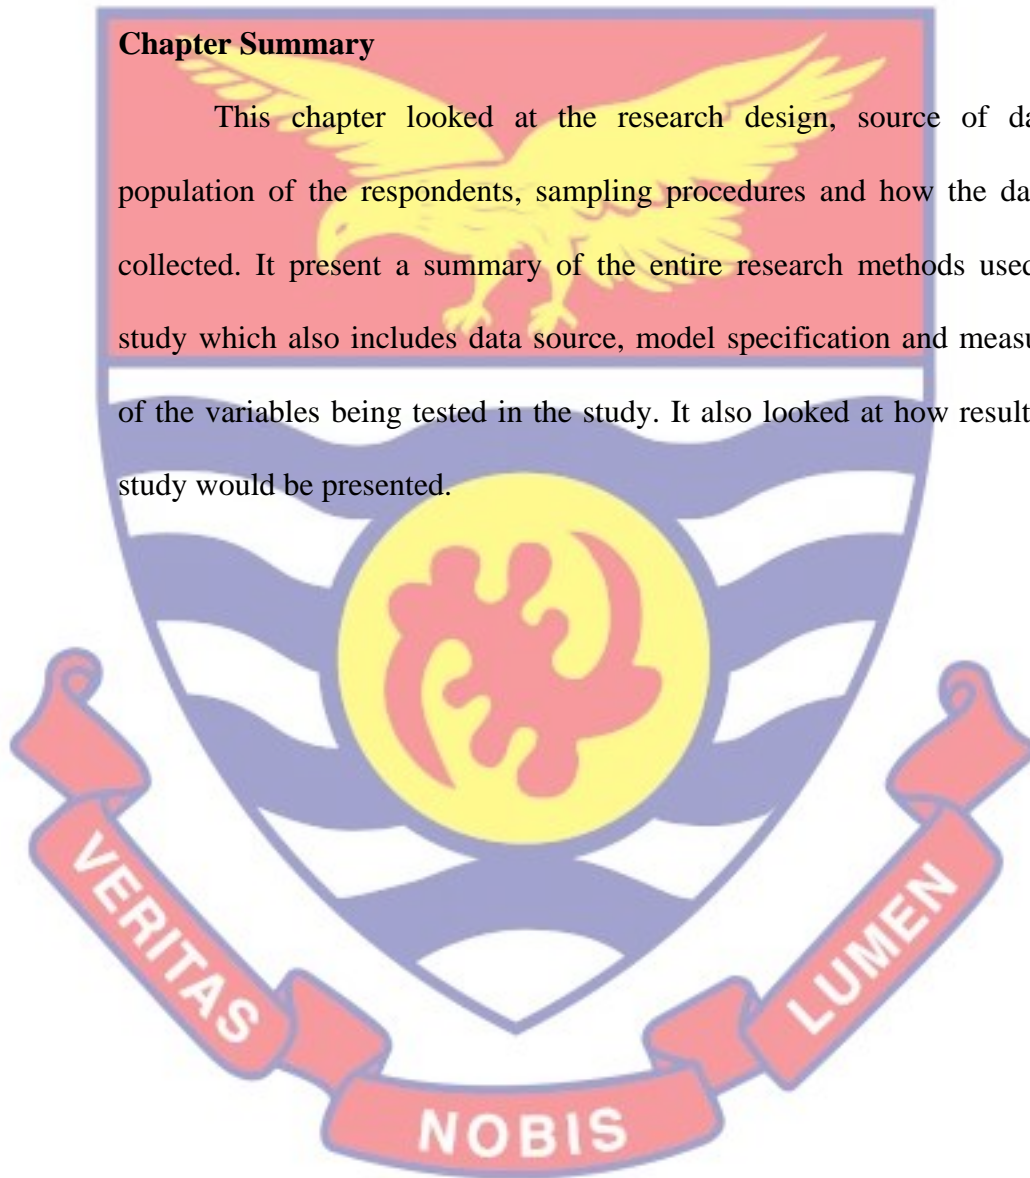 Chapter Summary
This chapter looked at the research design, source of da
population of the respondents, sampling procedures and how the da
collected. It present a summary of the entire research methods used
study which also includes data source, model specification and measu
of the variables being tested in the study. It also looked at how result
study would be presented.
VERITAS
NOBIS
LUMEN